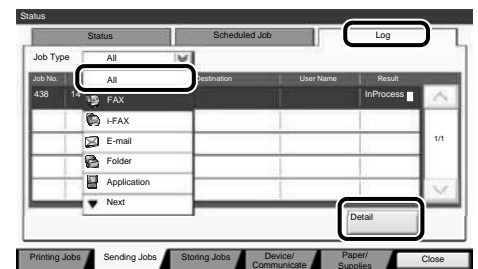 Status
Status Scheduled Job Log
Job Type All
Job No. Destination User Name Result
All
438 14 InProcess
FAX
i-FAX
E-mail 1/1
Folder
Application
Next
Detail
Printing Jobs Sending Jobs Storing Jobs Device/ Communicate Paper/ Supplies Close